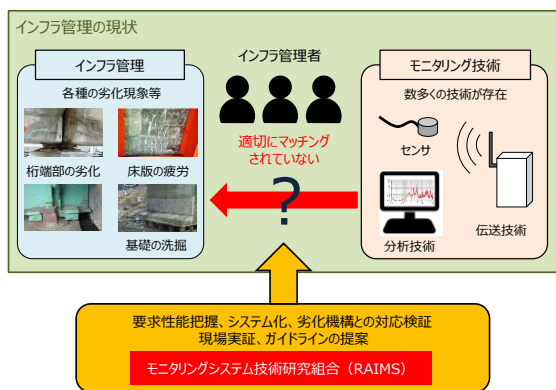 インフラ管理の現状
インフラ管理
各種の劣化現象等
桁端部の劣化
床版の疲労
基礎の洗掘
インフラ管理者
適切にマッチング
されていない
?
モニタリング技術
数多くの技術が存在
センサ
分析技術
伝送技術
要求性能把握、システム化、劣化機構との対応検証
現場実証、ガイドラインの提案
モニタリングシステム技術研究組合（RAIMS）